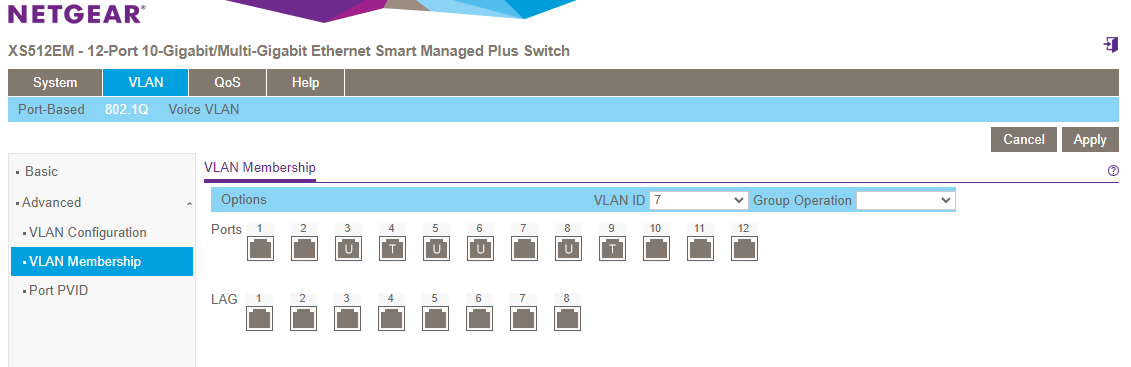 NETGEAR®
XS512EM - 12-Port 10-Gigabit/Multi-Gigabit Ethernet Smart Managed Plus Switch
System VLAN QoS Help
Port-Based 802.1Q Voice VLAN
Cancel Apply
Basic
Advanced
VLAN Configuration
VLAN Membership
Port PVID
VLAN Membership ?
Options VLAN ID 7 Group Operation
Ports 1 2 3 4 5 6 7 8 9 10 11 12
U T U U U T
LAG 1 2 3 4 5 6 7 8